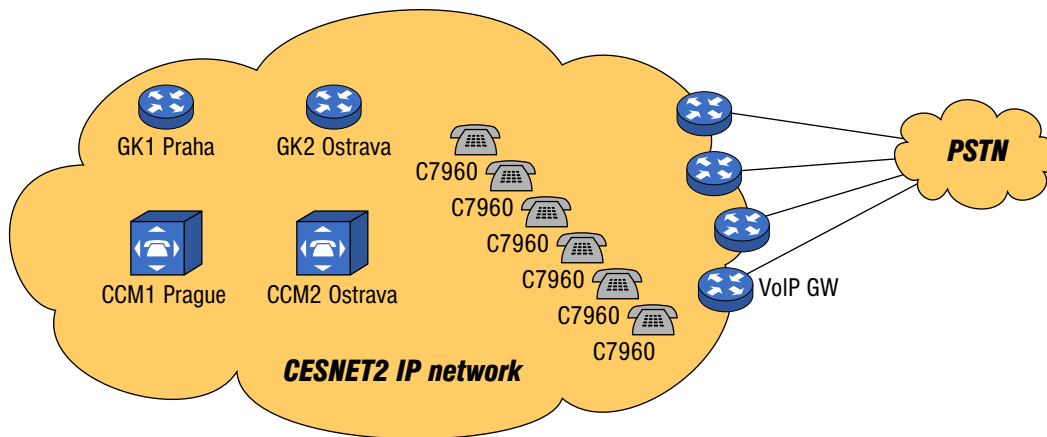 GK1 Praha
GK2 Ostrava
C7960
C7960
C7960
C7960
C7960
C7960
CCM1 Prague
CCM2 Ostrava
VoIP GW
PSTN
CESNET2 IP network